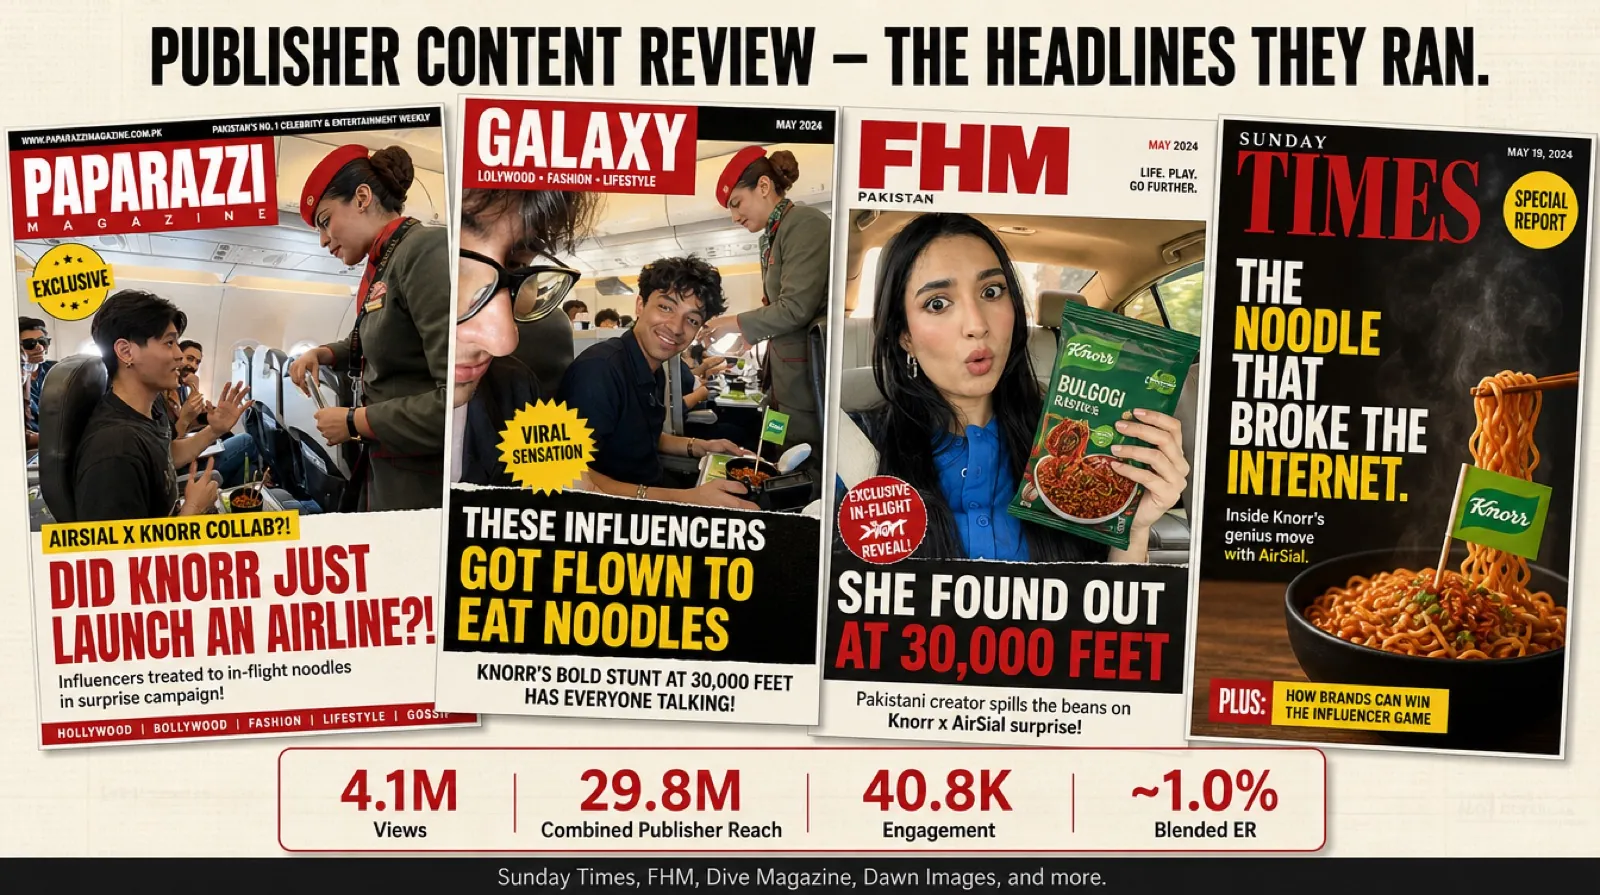 PUBLISHER CONTENT REVIEW – THE HEADLINES THEY RAN.
WWW.PAPARAZZIMAGAZINE.COM.PK
PAKISTAN'S NO.1 CELEBRITY & ENTERTAINMENT WEEKLY
PAPARAZZI
MAGAZINE
EXCLUSIVE
AIRSIAL X KNORR COLLAB?!
DID KNORR JUST
LAUNCH AN AIRLINE?!
Influencers treated to in-flight noodles
in surprise campaign!
HOLLYWOOD | BOLLYWOOD | FASHION | LIFESTYLE | GOSSIP
GALAXY
LOLYWOOD • FASHION • LIFESTYLE
MAY 2024
VIRAL
SENSATION
Knorr
THESE INFLUENCERS
GOT FLOWN TO
EAT NOODLES
KNORR'S BOLD STUNT AT 30,000 FEET
HAS EVERYONE TALKING!
FHM
PAKISTAN
MAY 2024
LIFE. PLAY.
GO FURTHER.
Knorr
BULGOGI
EXCLUSIVE
IN-FLIGHT
REVEAL!
SHE FOUND OUT
AT 30,000 FEET
Pakistani creator spills the beans on
Knorr x AirSial surprise!
SUNDAY
TIMES
MAY 19, 2024
SPECIAL
REPORT
THE
NOODLE
THAT
BROKE THE
INTERNET.
Inside Knorr's
genius move
with AirSial.
Knorr
PLUS:
HOW BRANDS CAN WIN
THE INFLUENCER GAME
4.1M
Views
29.8M
Combined Publisher Reach
40.8K
Engagement
~1.0%
Blended ER
Sunday Times, FHM, Dive Magazine, Dawn Images, and more.